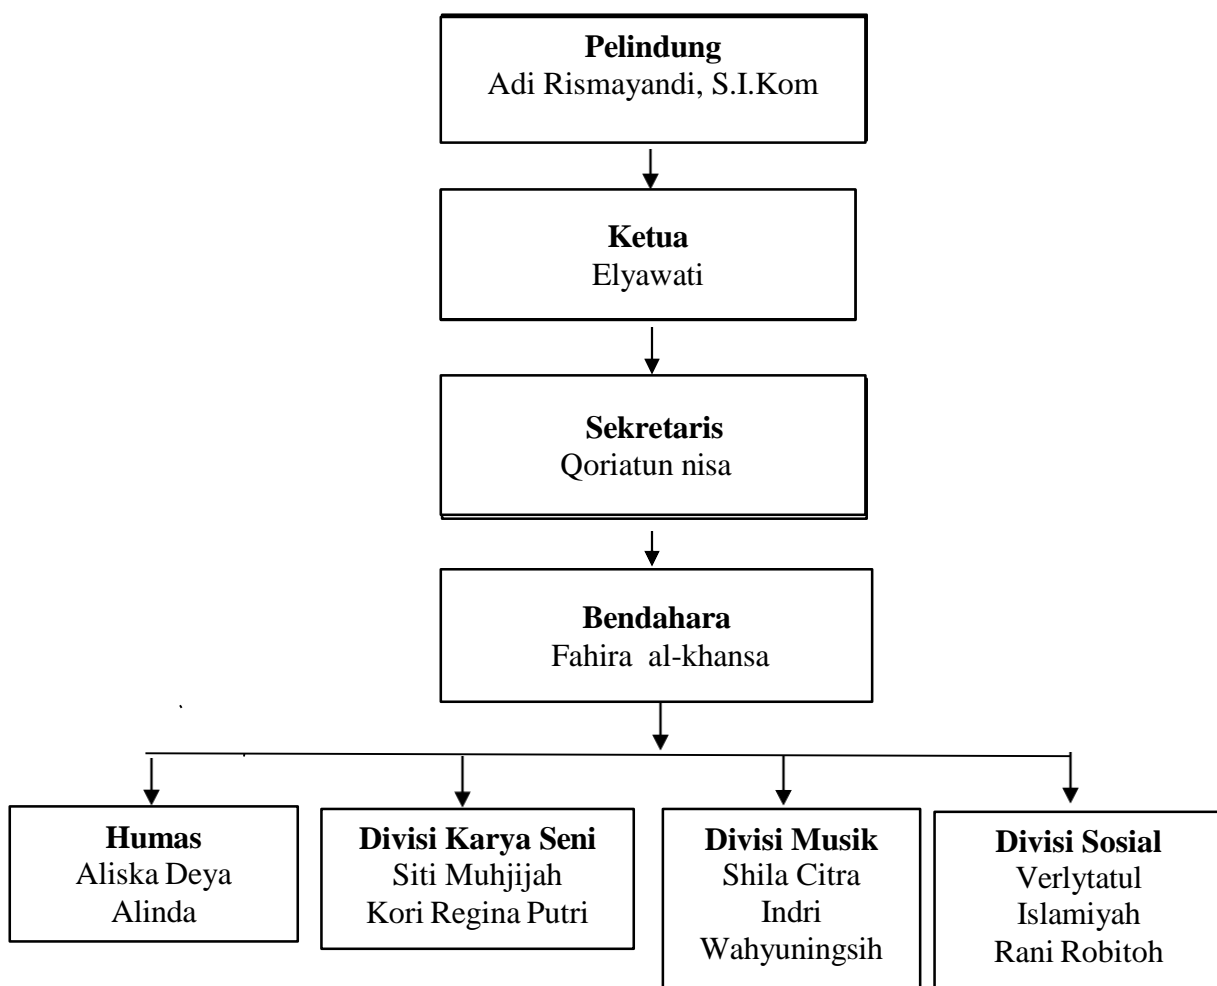 Pelindung
Adi Rismayandi, S.I.Kom
Ketua
Elyawati
Sekretaris
Qoriatun nisa
Bendahara
Fahira al-khansa
Humas
Aliska Deya
Alinda
Divisi Karya Seni
Siti Muhjijah
Kori Regina Putri
Divisi Musik
Shila Citra
Indri
Wahyuningsih
Divisi Sosial
Verlytatul
Islamiyah
Rani Robitoh